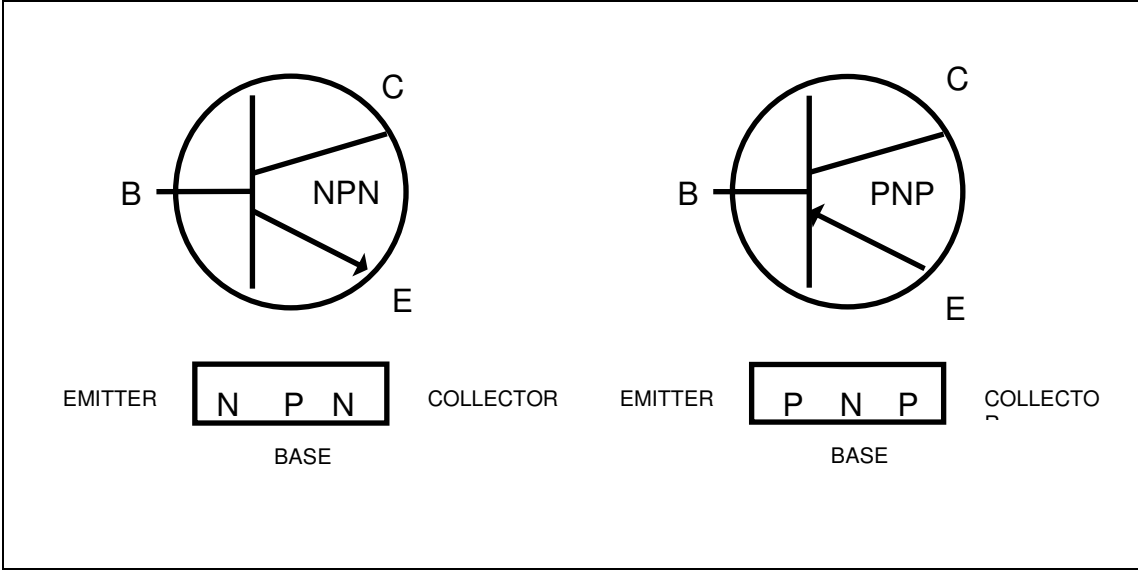 C
B
NPN
E
EMITTER
N P N
COLLECTOR
BASE
C
B
PNP
E
EMITTER
P N P
COLLECTO
BASE